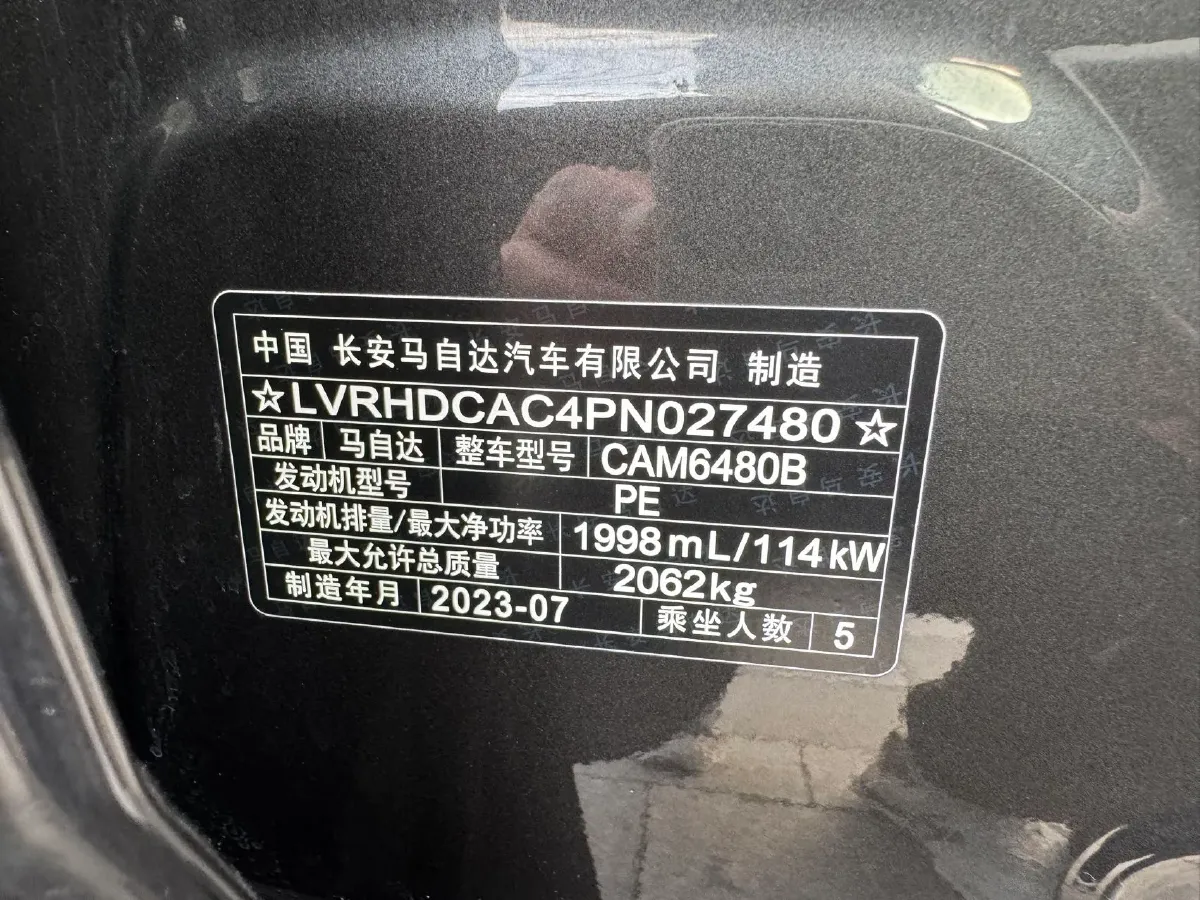 中国 长安马自达汽车有限公司 制造
☆LVRHDCAC4PN027480☆
品牌 马自达 整车型号 CAM6480B
发动机型号 PE
发动机排量/最大净功率 1998mL/114kW
最大允许总质量 2062kg
制造年月 2023-07 乘坐人数 5